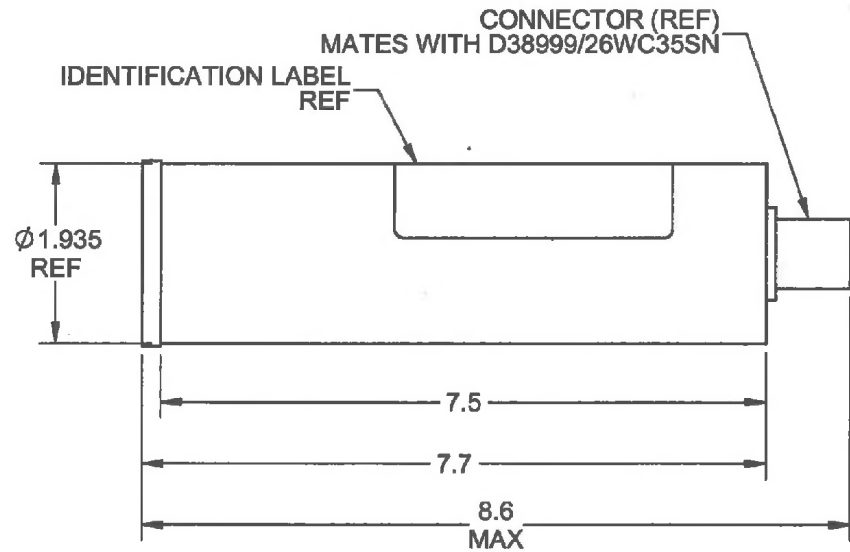 CONNECTOR (REF)
MATES WITH D38999/26WC35SN
IDENTIFICATION LABEL
REF
Ø1.935
REF
7.5
7.7
8.6
MAX